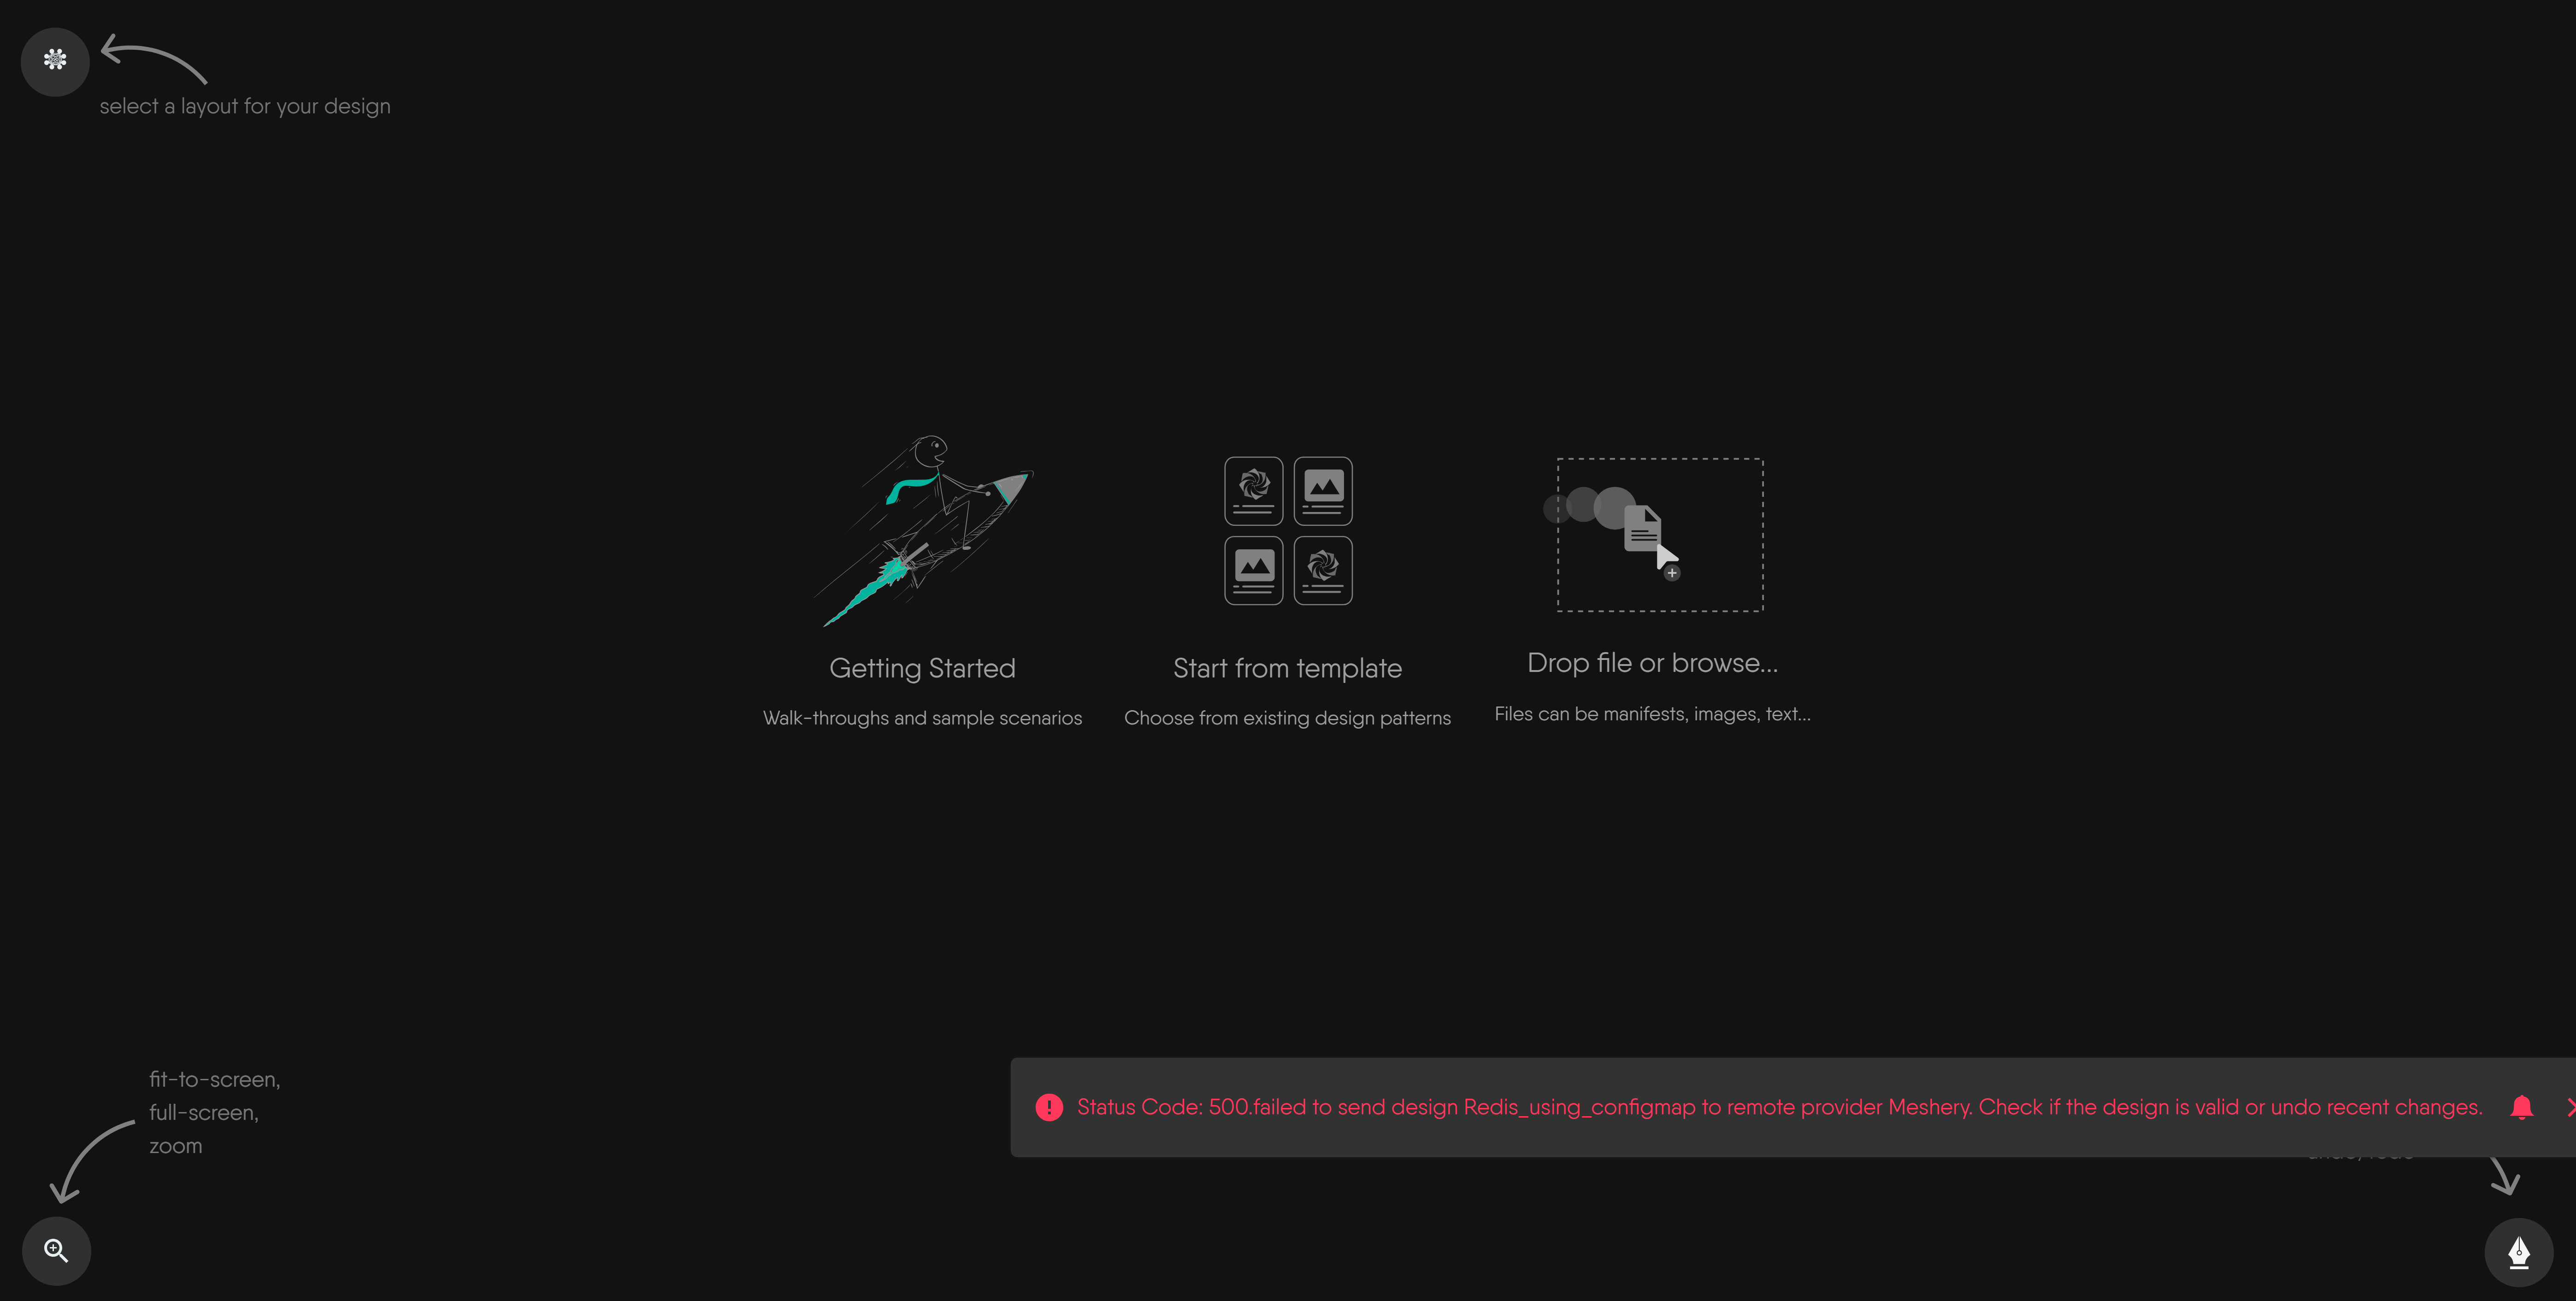 select a layout for your design
Getting Started
Start from template
Drop file or browse...
Walk-throughs and sample scenarios
Choose from existing design patterns
Files can be manifests, images, text...
fit-to-screen,
full-screen,
zoom
Status Code: 500.failed to send design Redis_using_configmap to remote provider Meshery. Check if the design is valid or undo recent changes.